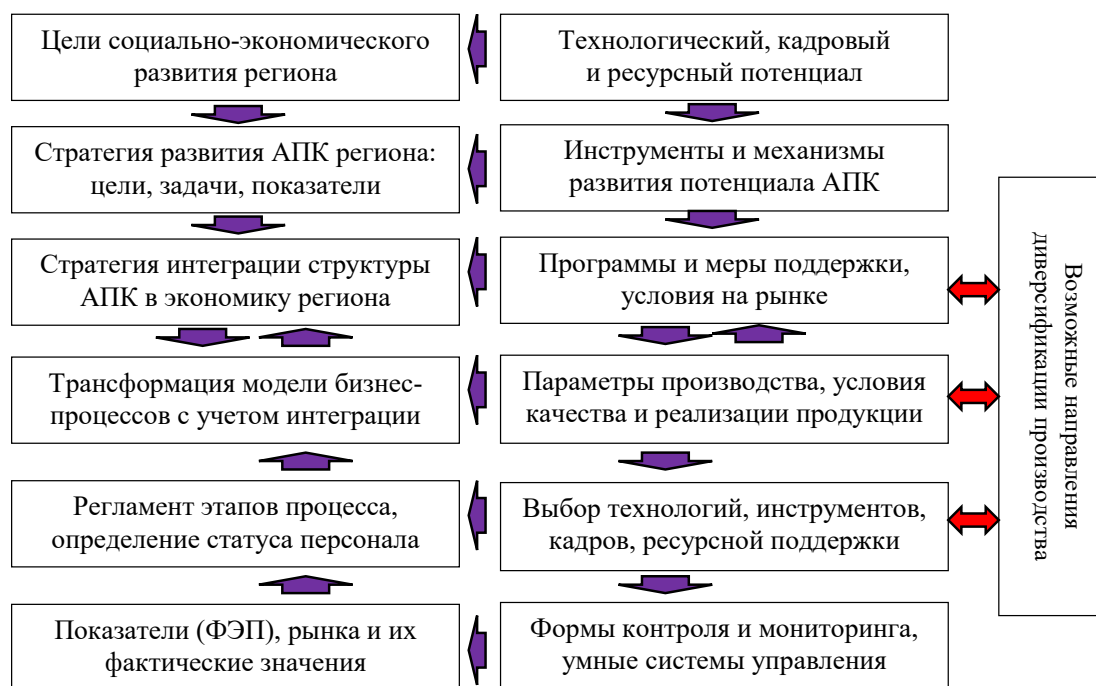 Цели социально-экономического
развития региона
Технологический, кадровый
и ресурсный потенциал
Стратегия развития АПК региона:
цели, задачи, показатели
Инструменты и механизмы
развития потенциала АПК
Стратегия интеграции структуры
АПК в экономику региона
Программы и меры поддержки,
условия на рынке
Трансформация модели бизнес-
процессов с учетом интеграции
Параметры производства, условия
качества и реализации продукции
Регламент этапов процесса,
определение статуса персонала
Выбор технологий, инструментов,
кадров, ресурсной поддержки
Показатели (ФЭП), рынка и их
фактические значения
Формы контроля и мониторинга,
умные системы управления
Возможные направления
диверсификации производства